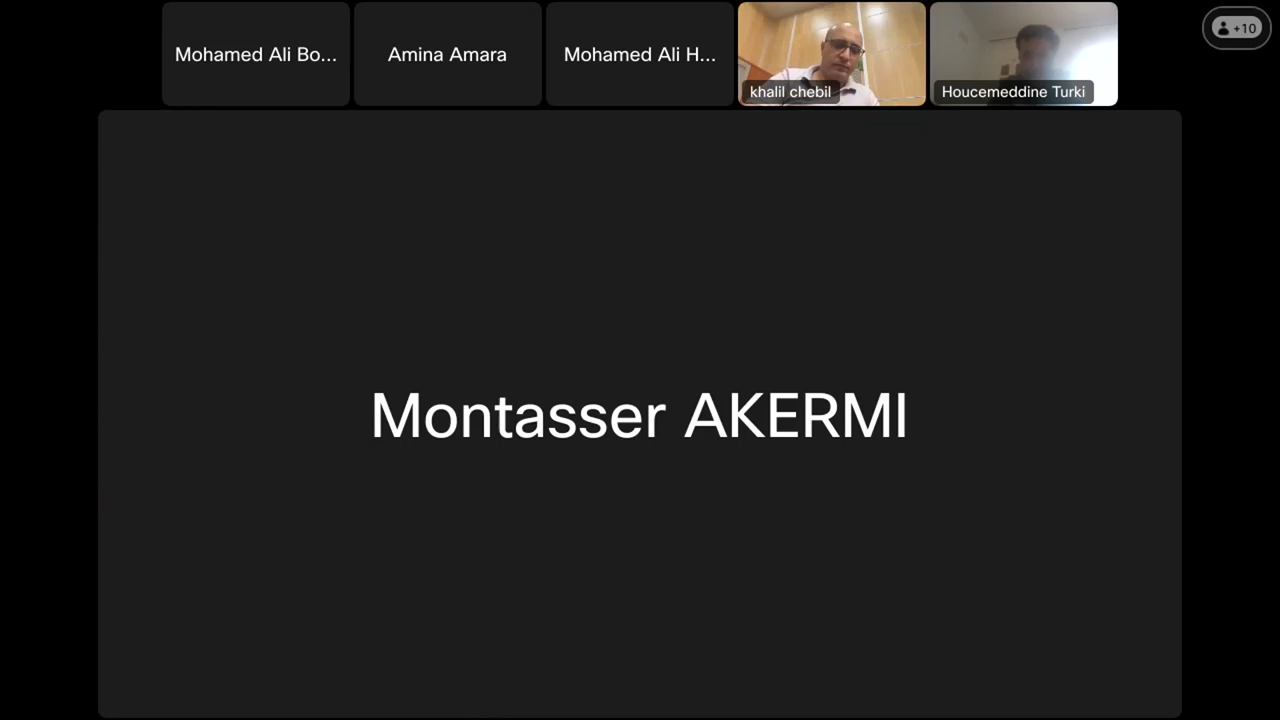 Mohamed Ali Bo...
Amina Amara
Mohamed Ali H...
khalil chebil
Houcemeddine Turki
+10
Montasser AKERMI